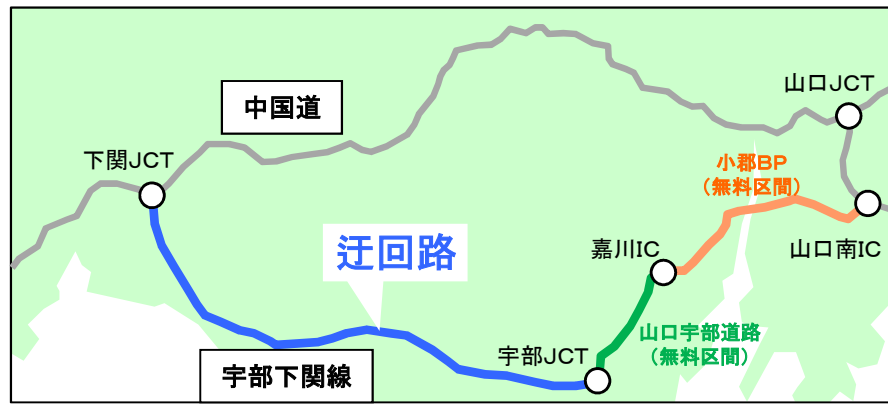 山口JCT
中国道
下関JCT
小郡BP
(無料区間)
迂回路
嘉川IC
山口南IC
山口宇部道路
(無料区間)
宇部JCT
宇部下関線